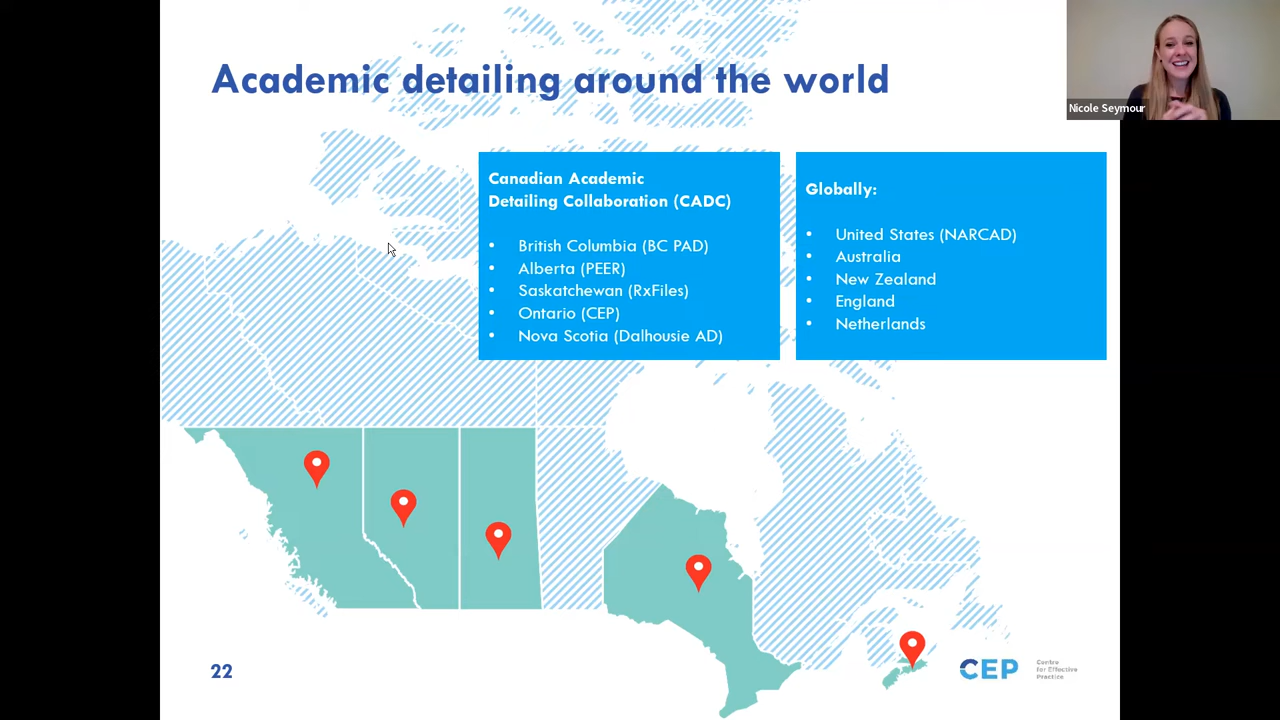 Academic detailing around the world
Nicole Seymour
Canadian Academic
Detailing Collaboration (CADC)
• British Columbia (BC PAD)
• Alberta (PEER)
• Saskatchewan (RxFiles)
• Ontario (CEP)
• Nova Scotia (Dalhousie AD)
Globally:
• United States (NARCAD)
• Australia
• New Zealand
• England
• Netherlands
22
CEP
Centre
for Effective
Practice